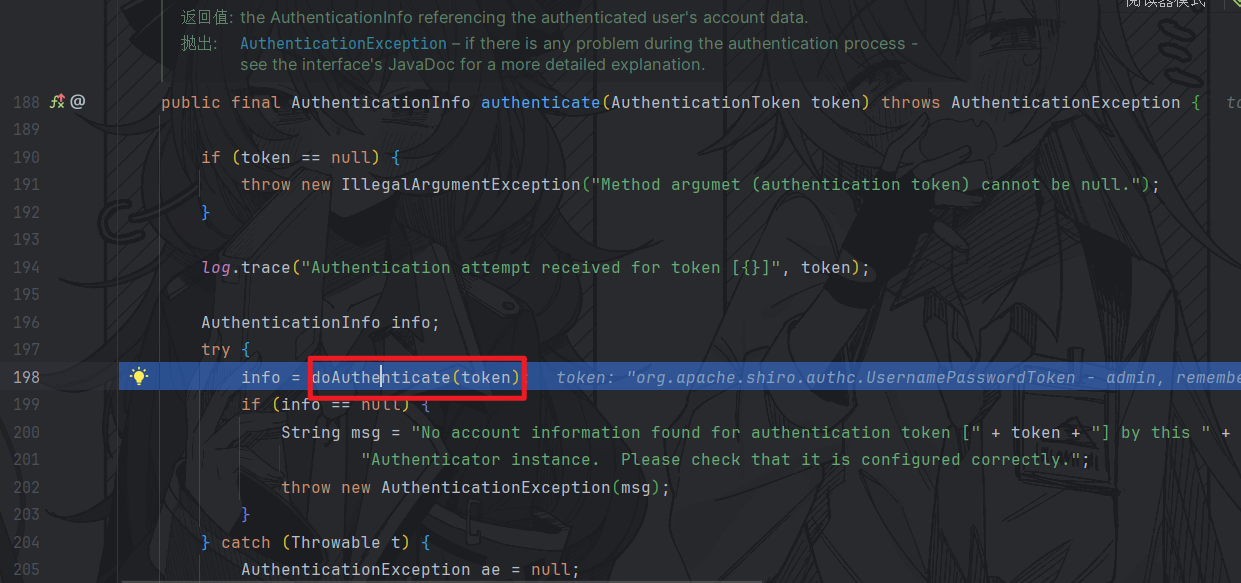 阅读器模式
返回值: the AuthenticationInfo referencing the authenticated user's account data.
抛出: AuthenticationException – if there is any problem during the authentication process -
see the interface's JavaDoc for a more detailed explanation.
188 @ public final AuthenticationInfo authenticate(AuthenticationToken token) throws AuthenticationException {
189
190 if (token == null) {
191 throw new IllegalArgumentException("Method argumet (authentication token) cannot be null.");
192 }
193
194 log.trace("Authentication attempt received for token [{}]", token);
195
196 AuthenticationInfo info;
197 try {
198 info = doAuthenticate(token) token: "org.apache.shiro.authc.UsernamePasswordToken - admin, remembe
199 if (info == null) {
200 String msg = "No account information found for authentication token [" + token + "] by this " +
201 "Authenticator instance.  Please check that it is configured correctly.";
202 throw new AuthenticationException(msg);
203 }
204 } catch (Throwable t) {
205 AuthenticationException ae = null;